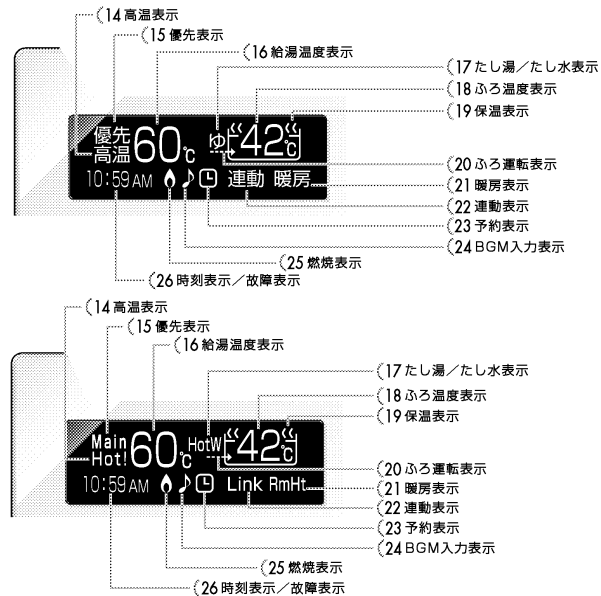 14 高温表示
15 優先表示
16 給湯温度表示
17 たし湯／たし水表示
18 ふろ温度表示
19 保温表示
優先
高温
60℃
ゆ
42℃
10:59AM
連動 暖房
20 ふろ運転表示
21 暖房表示
22 連動表示
23 予約表示
24 BGM入力表示
25 燃焼表示
26 時刻表示／故障表示
14 高温表示
15 優先表示
16 給湯温度表示
17 たし湯／たし水表示
18 ふろ温度表示
19 保温表示
Main
Hot!
60℃
HotW
42℃
10:59AM
Link RmHt
20 ふろ運転表示
21 暖房表示
22 連動表示
23 予約表示
24 BGM入力表示
25 燃焼表示
26 時刻表示／故障表示